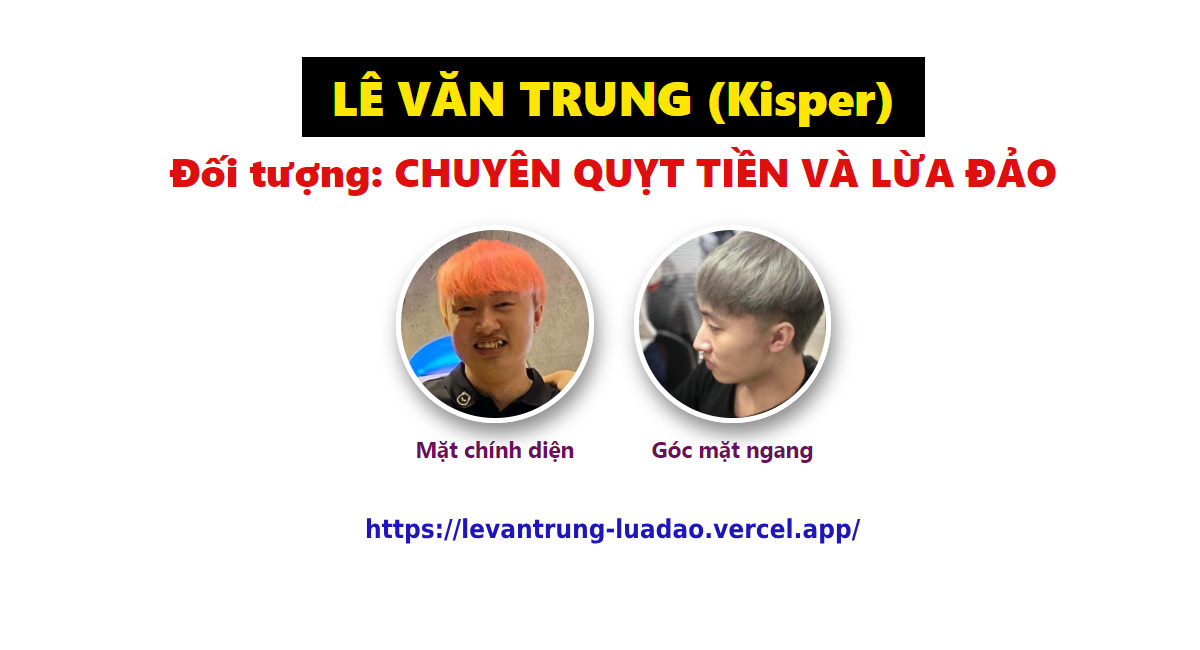 LÊ VĂN TRUNG (Kisper)
Đối tượng: CHUYÊN QUỴT TIỀN VÀ LỪA ĐẢO
Mặt chính diện
Góc mặt ngang
https://levantrung-luadao.vercel.app/